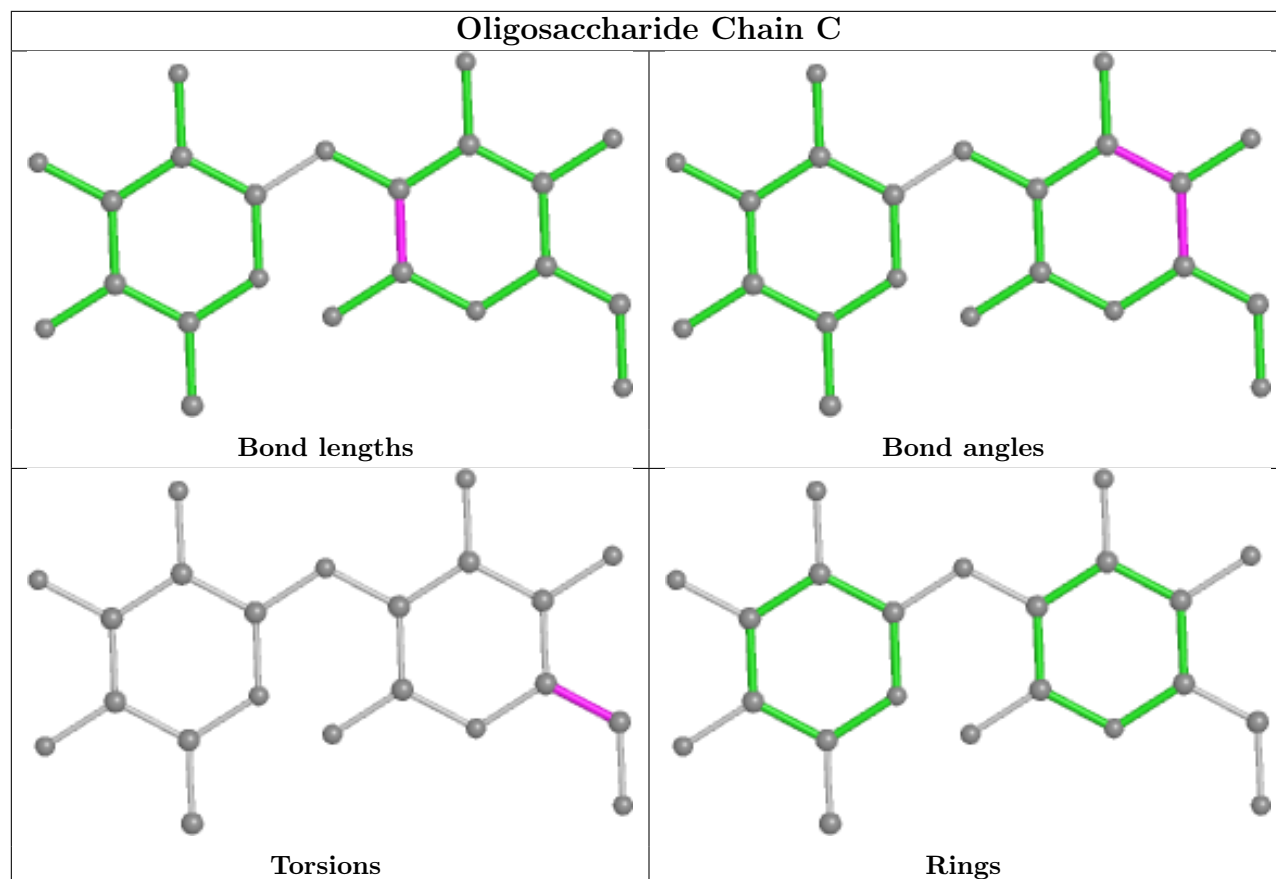 Oligosaccharide Chain C
Bond lengths
Bond angles
Torsions
Rings